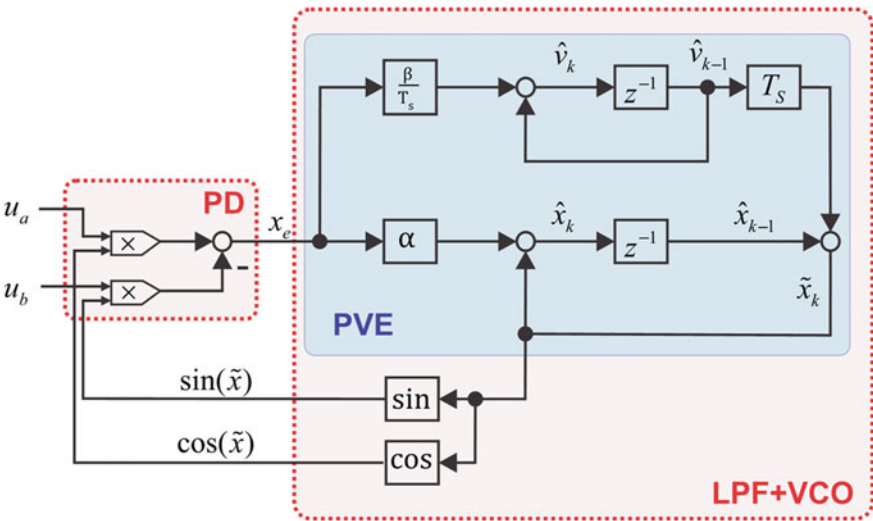 β
T_s
v̂_k
z⁻¹
v̂_{k-1}
T_S
PD
u_a
×
x_e
α
x̂_k
z⁻¹
x̂_{k-1}
u_b
×
-
x̃_k
PVE
sin(x̃)
sin
cos(x̃)
cos
LPF+VCO